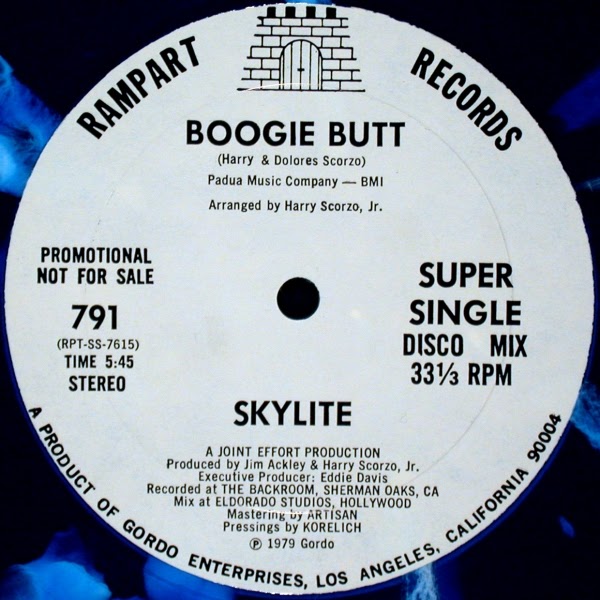 RAMPART RECORDS
BOOGIE BUTT
(Harry & Dolores Scorzo)
Padua Music Company — BMI
Arranged by Harry Scorzo, Jr.
PROMOTIONAL
NOT FOR SALE
791
(RPT-SS-7615)
TIME 5:45
STEREO
SUPER
SINGLE
DISCO MIX
33⅓ RPM
SKYLITE
A JOINT EFFORT PRODUCTION
Produced by Jim Ackley & Harry Scorzo, Jr.
Executive Producer: Eddie Davis
Recorded at THE BACKROOM, SHERMAN OAKS, CA
Mix at ELDORADO STUDIOS, HOLLYWOOD
Mastering by ARTISAN
Pressings by KORELICH
℗ 1979 Gordo
A PRODUCT OF GORDO ENTERPRISES, LOS ANGELES, CALIFORNIA 90004